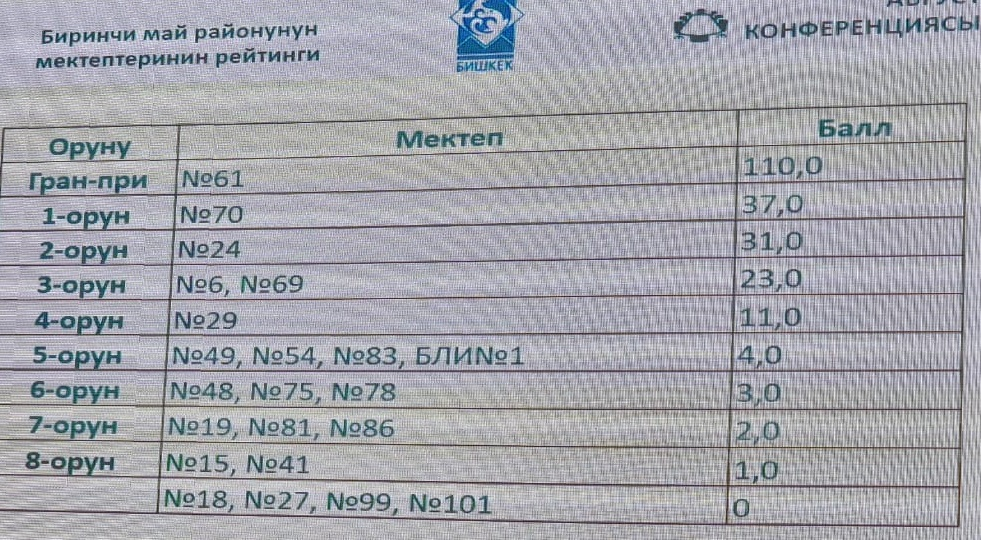 Биринчи май районунун
мектептеринин рейтинги
БИШКЕК
КОНФЕРЕНЦИЯСЫ
Оруну Мектеп Балл
Гран-при №61 110,0
1-орун №70 37,0
2-орун №24 31,0
3-орун №6, №69 23,0
4-орун №29 11,0
5-орун №49, №54, №83, БЛИ№1 4,0
6-орун №48, №75, №78 3,0
7-орун №19, №81, №86 2,0
8-орун №15, №41 1,0
№18, №27, №99, №101 0